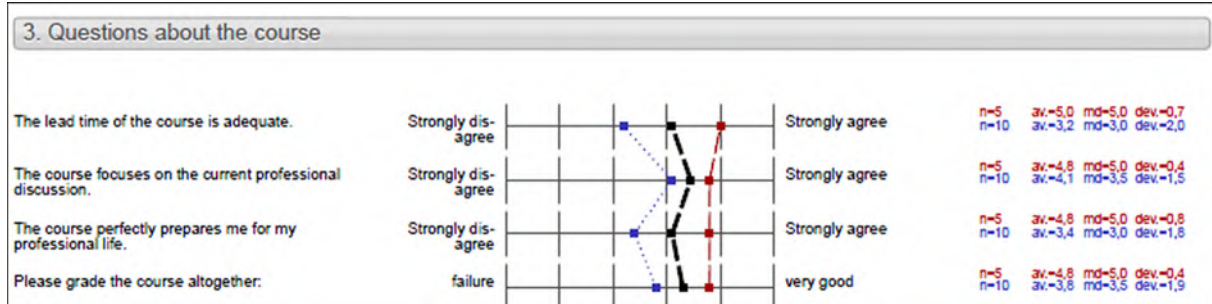 3. Questions about the course
The lead time of the course is adequate.
Strongly dis-
agree
Strongly agree
n=5 av.=5,0 md=5,0 dev.=0,7
n=10 av.=3,2 md=3,0 dev.=2,0
The course focuses on the current professional
discussion.
Strongly dis-
agree
Strongly agree
n=5 av.=4,8 md=5,0 dev.=0,4
n=10 av.=4,1 md=3,5 dev.=1,5
The course perfectly prepares me for my
professional life.
Strongly dis-
agree
Strongly agree
n=5 av.=4,8 md=5,0 dev.=0,8
n=10 av.=3,4 md=3,0 dev.=1,8
Please grade the course altogether:
failure
very good
n=5 av.=4,8 md=5,0 dev.=0,4
n=10 av.=3,8 md=3,5 dev.=1,9